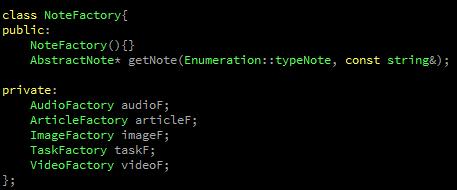 class NoteFactory{
public:
    NoteFactory(){}
    AbstractNote* getNote(Enumeration::typeNote, const string&);

private:
    AudioFactory audioF;
    ArticleFactory articleF;
    ImageFactory imageF;
    TaskFactory taskF;
    VideoFactory videoF;
};